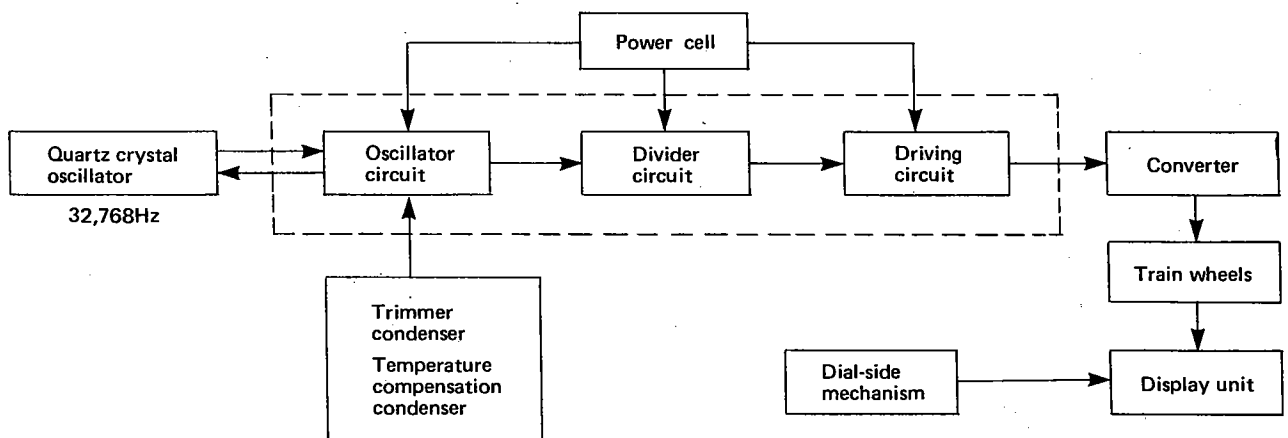 Power cell
Quartz crystal
oscillator
32,768Hz
Oscillator
circuit
Divider
circuit
Driving
circuit
Converter
Trimmer
condenser
Temperature
compensation
condenser
Train wheels
Dial-side
mechanism
Display unit